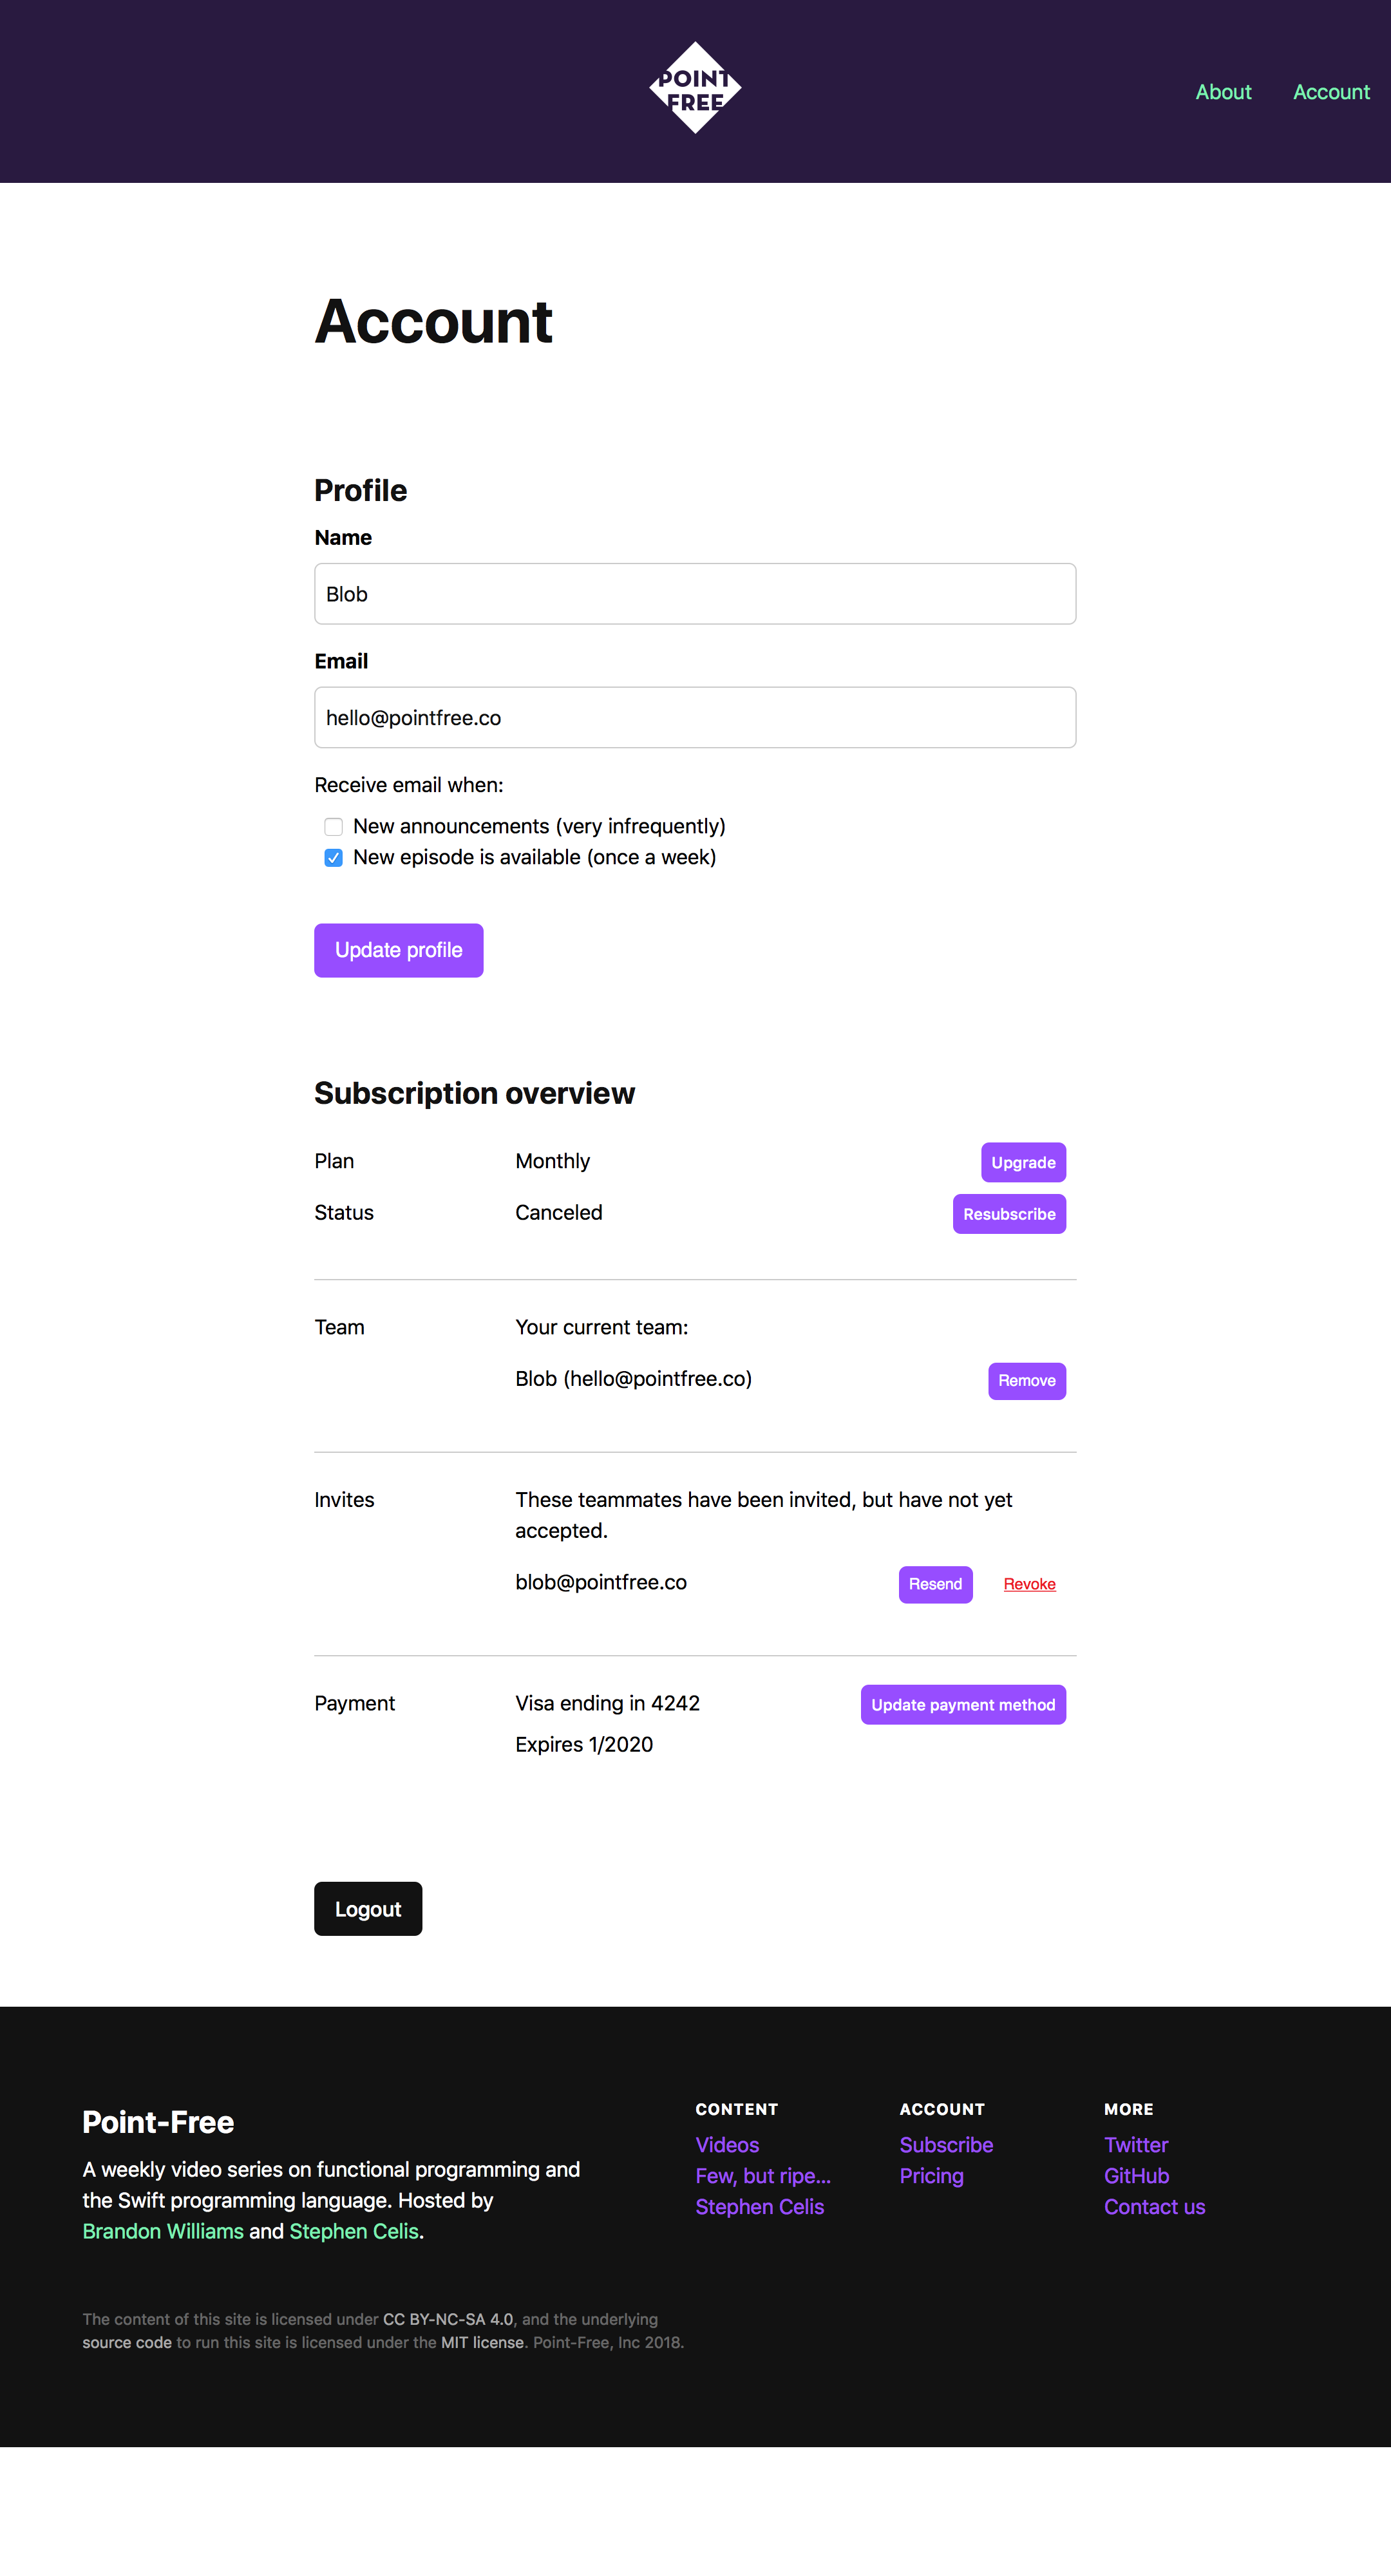 POINT
FREE
About Account
Account
Profile
Name
Blob
Email
hello@pointfree.co
Receive email when:
New announcements (very infrequently)
New episode is available (once a week)
Update profile
Subscription overview
Plan Monthly Upgrade
Status Canceled Resubscribe
Team Your current team:
Blob (hello@pointfree.co) Remove
Invites These teammates have been invited, but have not yet
accepted.
blob@pointfree.co Resend Revoke
Payment Visa ending in 4242 Update payment method
Expires 1/2020
Logout
Point-Free
A weekly video series on functional programming and
the Swift programming language. Hosted by
Brandon Williams and Stephen Celis.
CONTENT
Videos
Few, but ripe...
Stephen Celis
ACCOUNT
Subscribe
Pricing
MORE
Twitter
GitHub
Contact us
The content of this site is licensed under CC BY-NC-SA 4.0, and the underlying
source code to run this site is licensed under the MIT license. Point-Free, Inc 2018.